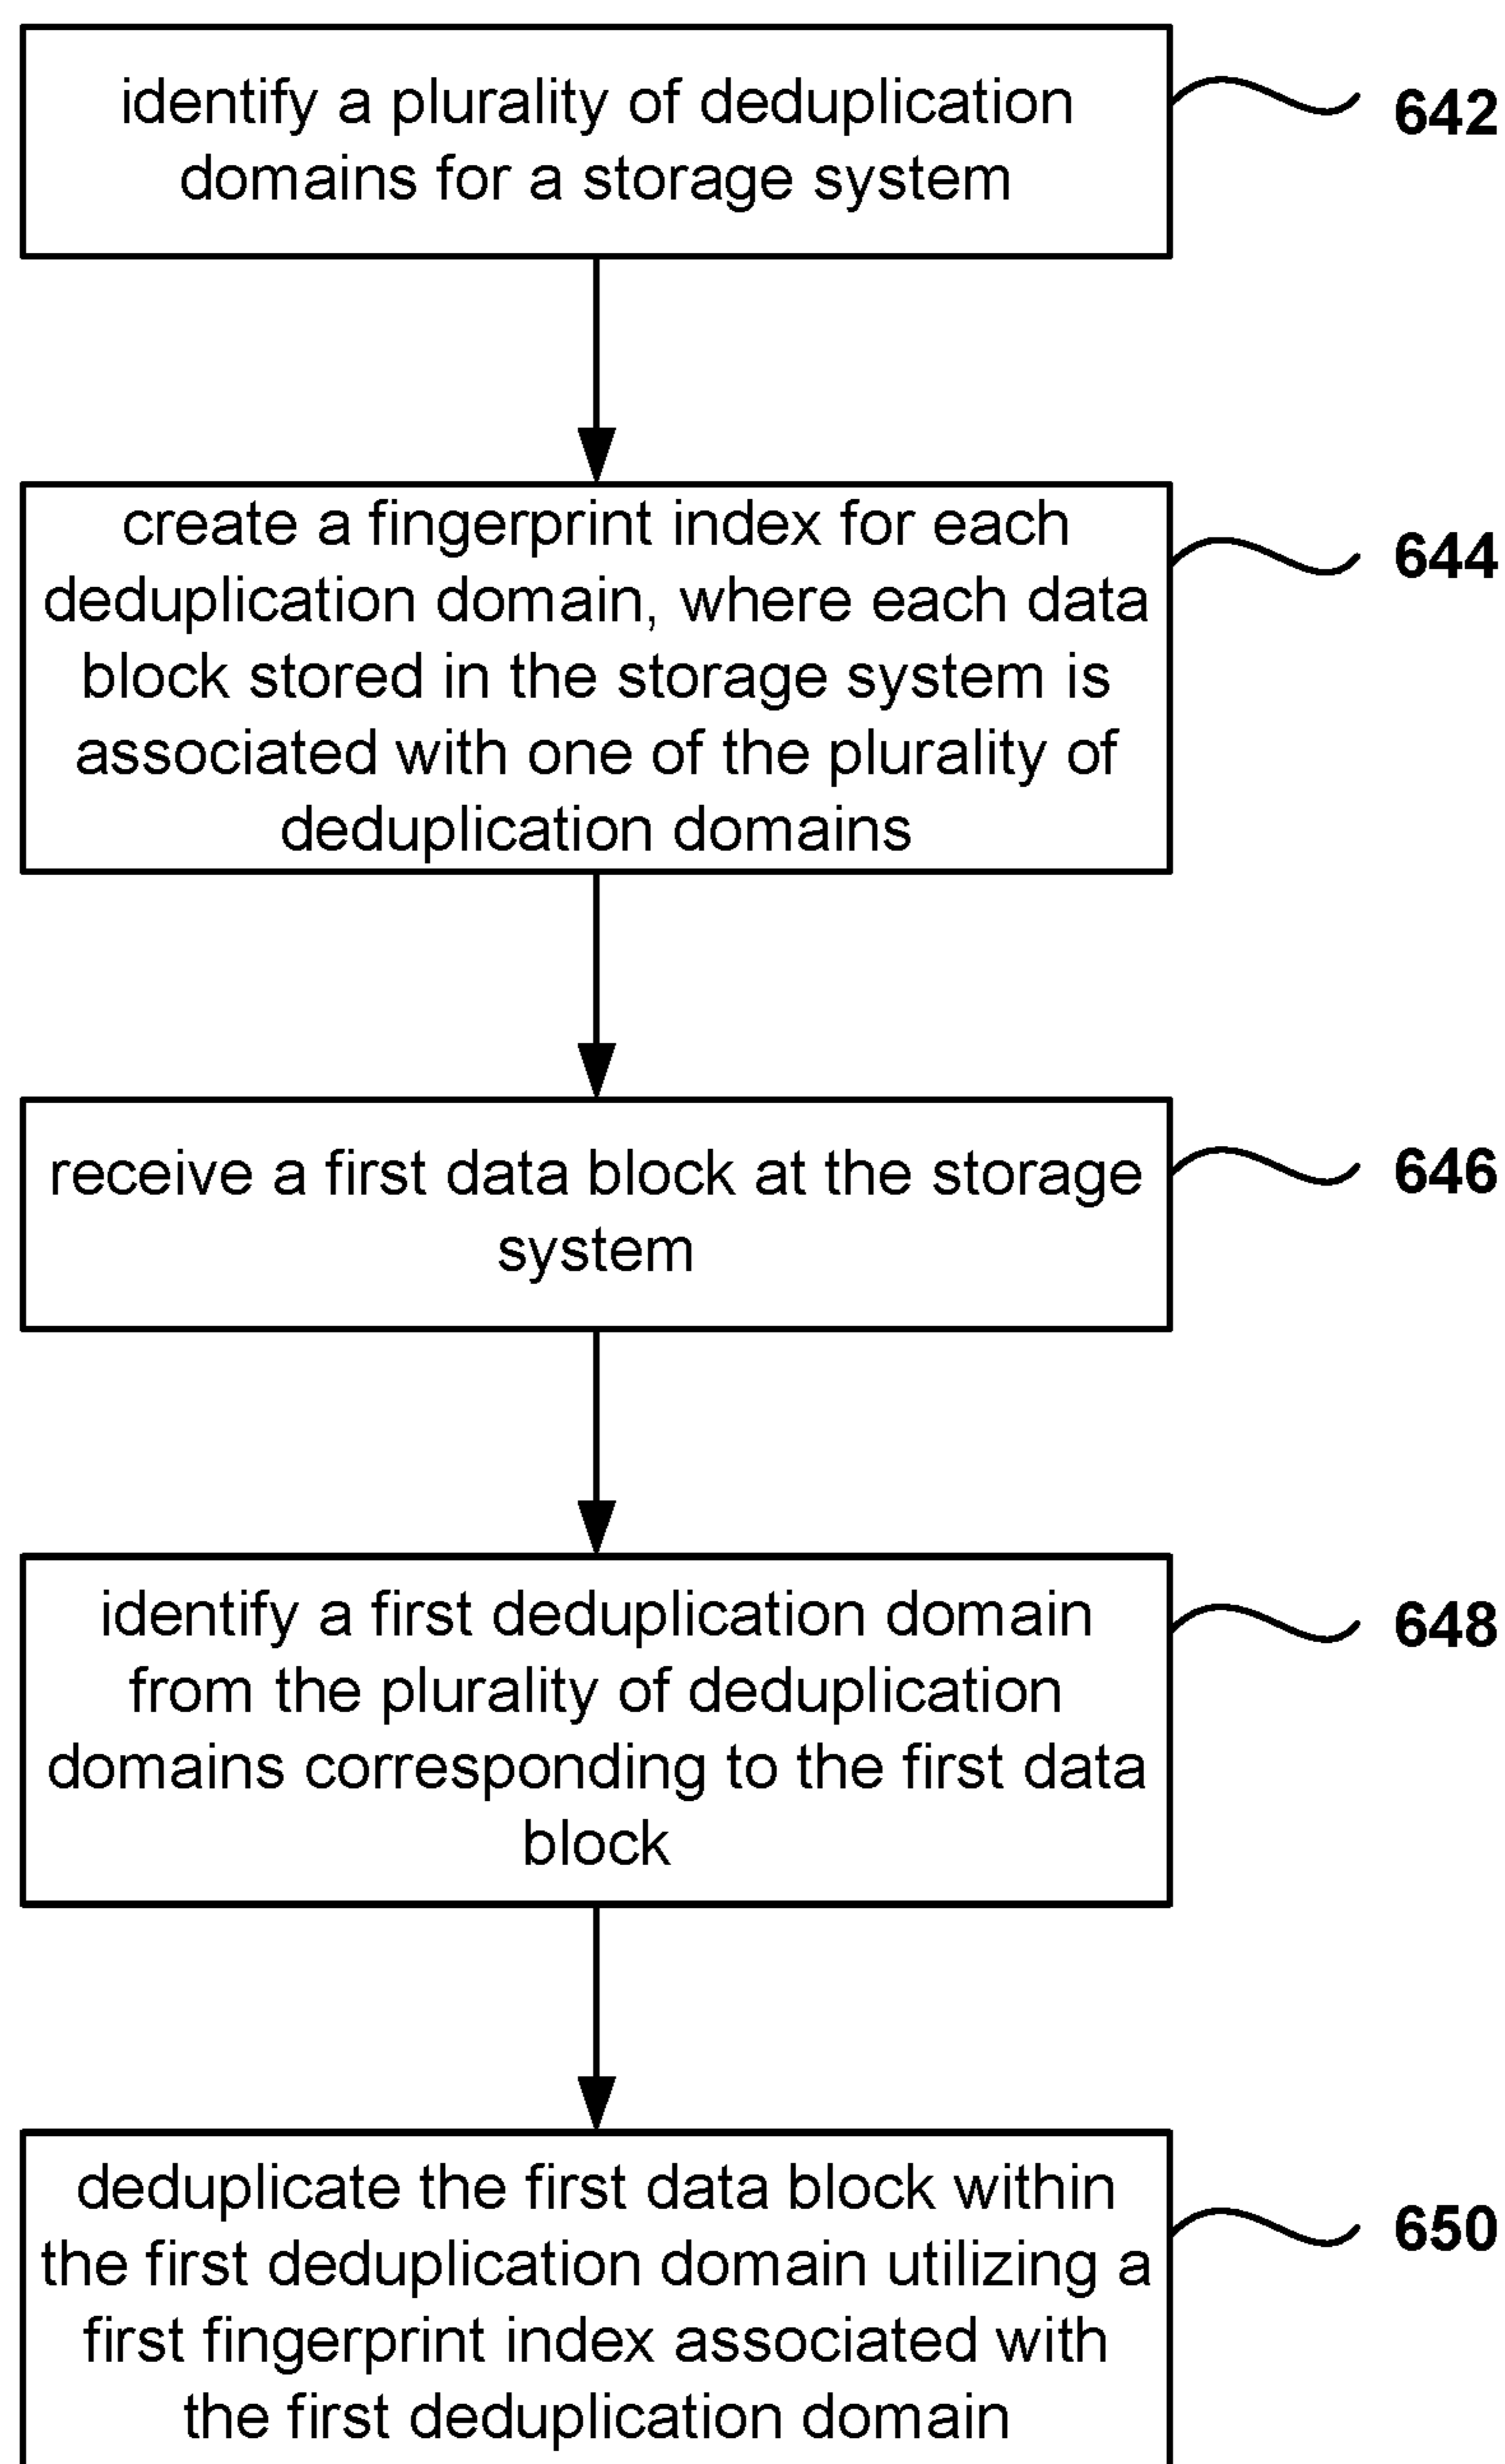 identify a plurality of deduplication
domains for a storage system
642
create a fingerprint index for each
deduplication domain, where each data
block stored in the storage system is
associated with one of the plurality of
deduplication domains
644
receive a first data block at the storage
system
646
identify a first deduplication domain
from the plurality of deduplication
domains corresponding to the first data
block
648
deduplicate the first data block within
the first deduplication domain utilizing a
first fingerprint index associated with
the first deduplication domain
650